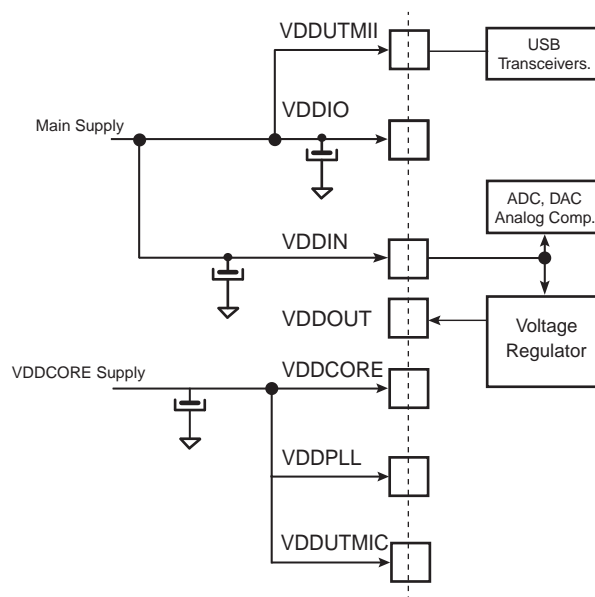 VDDUTMII
USB
Transceivers.
Main Supply
VDDIO
ADC, DAC
Analog Comp.
VDDIN
VDDOUT
Voltage
Regulator
VDDCORE Supply
VDDCORE
VDDPLL
VDDUTMIC